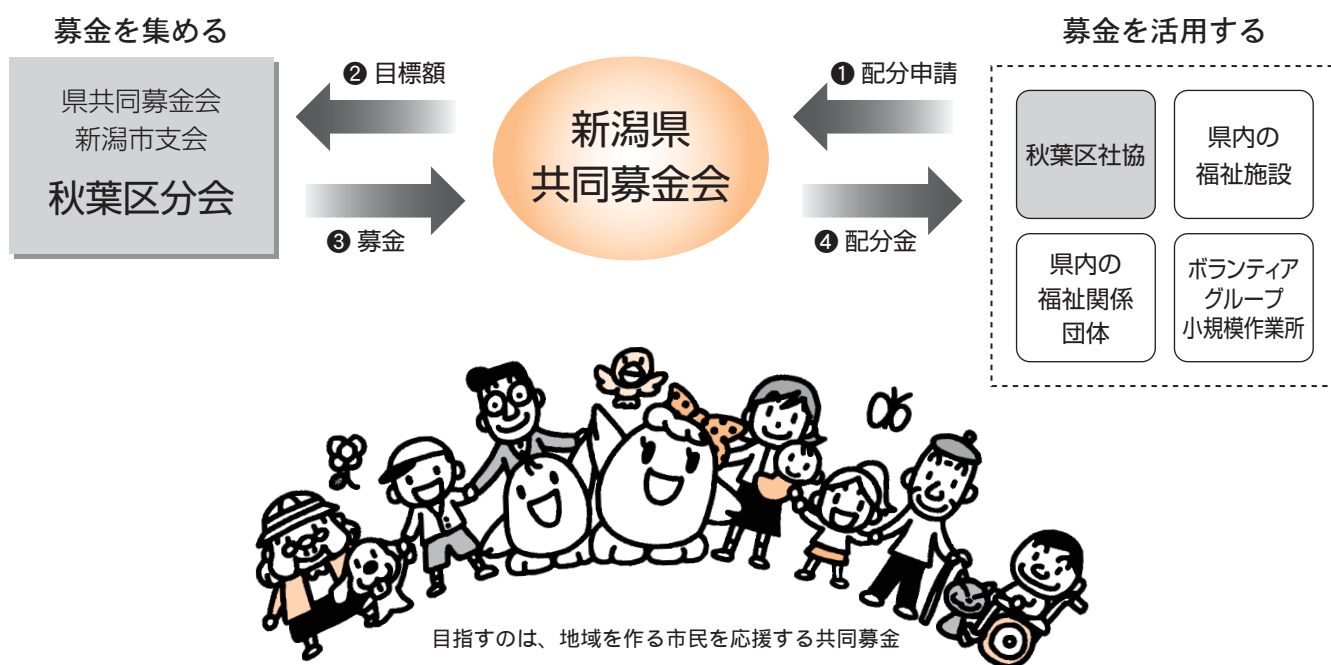 募金を集める
県共同募金会
新潟市支会
秋葉区分会
❷ 目標額
❸ 募金
新潟県
共同募金会
❶ 配分申請
❹ 配分金
募金を活用する
秋葉区社協
県内の
福祉施設
県内の
福祉関係
団体
ボランティア
グループ
小規模作業所
目指すのは、地域を作る市民を応援する共同募金